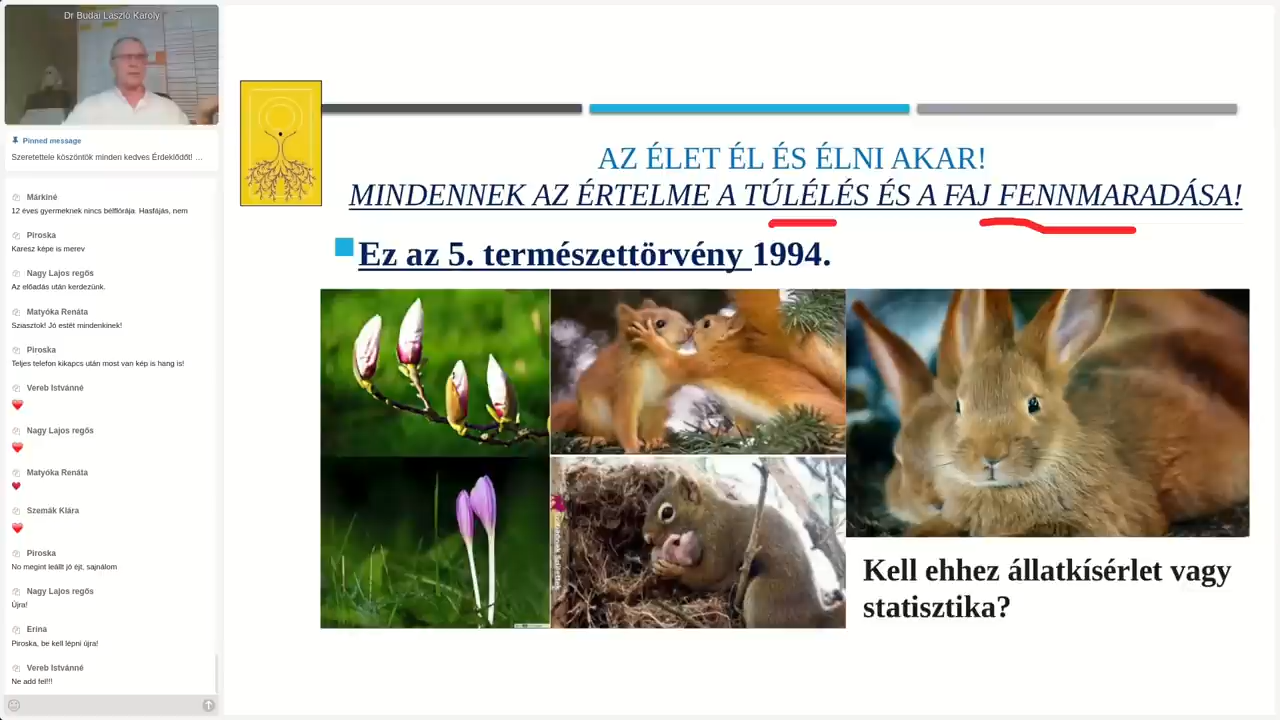 Dr Budai László Károly
Pinned message
Szeretettele köszöntök minden kedves Érdeklődőt! ...
Márkiné
12 éves gyermeknek nincs bélflórája. Hasfájás, nem
Piroska
Karesz képe is merev
Nagy Lajos regős
Az előadás után kerdezünk.
Matyóka Renáta
Sziasztok! Jó estét mindenkinek!
Piroska
Teljes telefon kikapcs után most van kép is hang is!
Vereb Istvánné
Nagy Lajos regős
Matyóka Renáta
Szemák Klára
Piroska
No megint leállt jó éjt, sajnálom
Nagy Lajos regős
Újra!
Erina
Piroska, be kell lépni újra!
Vereb Istvánné
Ne add fel!!!
AZ ÉLET ÉL ÉS ÉLNI AKAR!
MINDENNEK AZ ÉRTELME A TÚLÉLÉS ÉS A FAJ FENNMARADÁSA!
Ez az 5. természettörvény 1994.
Kell ehhez állatkísérlet vagy
statisztika?